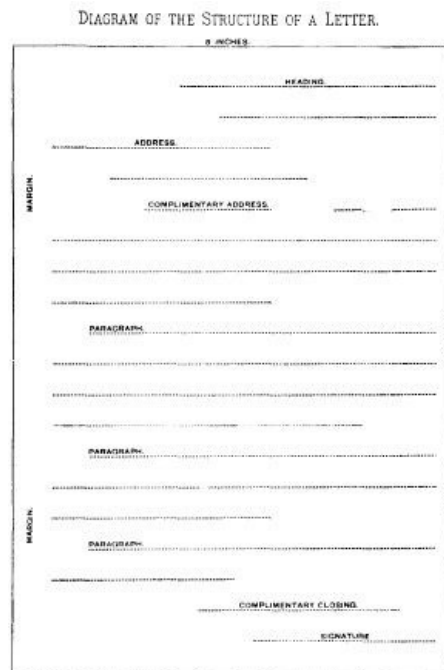 DIAGRAM OF THE STRUCTURE OF A LETTER.
8 INCHES.
HEADING.
ADDRESS.
MARGIN.
COMPLIMENTARY ADDRESS.
PARAGRAPH.
PARAGRAPH.
MARGIN.
PARAGRAPH.
COMPLIMENTARY CLOSING.
SIGNATURE